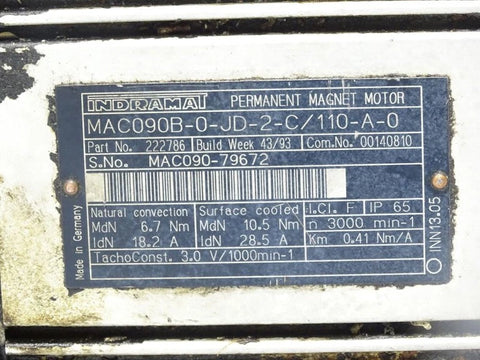 INDRAMAT PERMANENT MAGNET MOTOR
MAC090B-0-JD-2-C/110-A-0
Part No. 222786 Build Week 43/93 Com.No. 00140810
S.No. MAC090-79672
Natural convection Surface cooled I.Cl. F IP 65
MdN 6.7 Nm MdN 10.5 Nm n 3000 min-1
IdN 18.2 A IdN 28.5 A Km 0.41 Nm/A
TachoConst. 3.0 V/1000min-1
Made in Germany
INN13.05